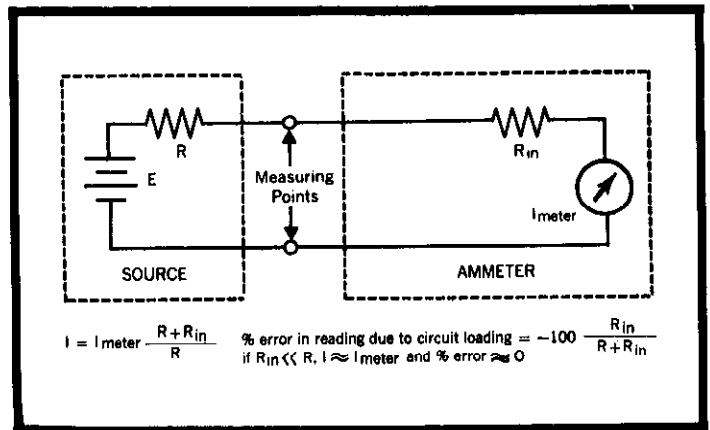 R
E
Measuring
Points
Rin
Imeter
SOURCE
AMMETER
I = Imeter R+Rin / R
% error in reading due to circuit loading = −100 Rin / R+Rin
if Rin << R, I ≈ Imeter and % error ≈ 0